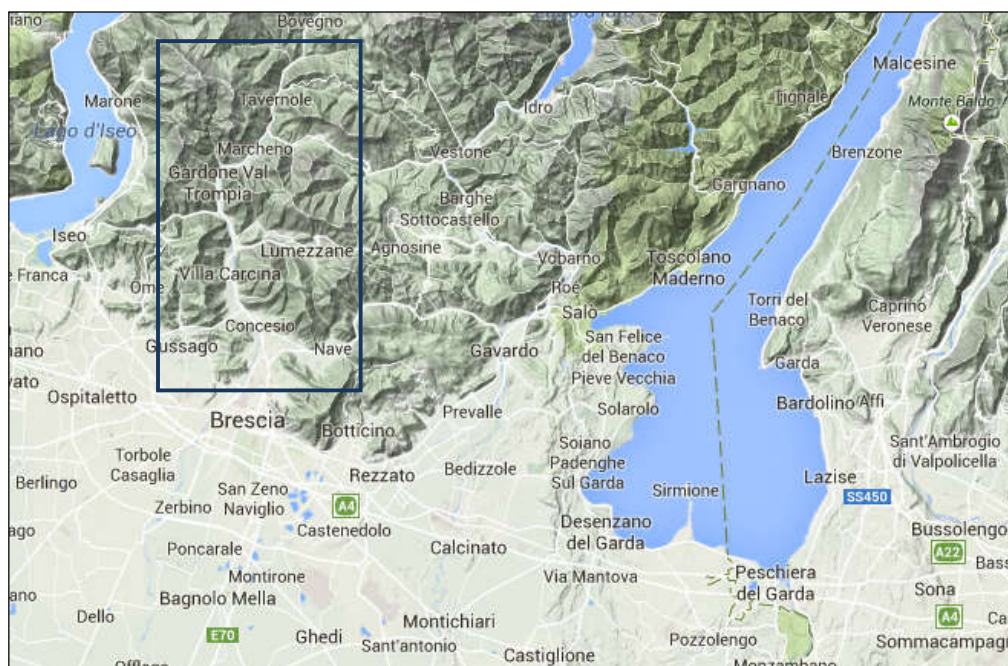 Bovegno
Malcesine
Tavernole
Marone
Idro
Tignale
Monte Baldo
Lago d'Iseo
Marcheno
Vestone
Brenzone
Gardone Val
Trompia
Gargnano
Barghe
Sottocastello
Iseo
Lumezzane
Agnosine
Vobarno
Toscolano
Maderno
e Franca
Ome
Villa Carcina
Roé
Torri del
Benaco
Caprino
Veronese
Salò
Concesio
San Felice
del Benaco
Gussago
Nave
Gavardo
Garda
Pieve Vecchia
Ospitaletto
Bardolino
Affi
Brescia
Prevalle
Solarolo
Botticino
Sant'Ambrogio
di Valpolicella
Torbole
Casaglia
Soiano
Padenghe
Sul Garda
Bedizzole
Rezzato
Lazise
Berlingo
San Zeno
Naviglio
Sirmione
SS450
Zerbino
A4
Castenedolo
Desenzano
del Garda
Bussolengo
Poncarale
Calcinato
A22
Montirone
Via Mantova
Peschiera
del Garda
Sona
Bagnolo Mella
Dello
Montichiari
A4
E70
Ghedi
Sant'antonio
Pozzolengo
Sommacampagn
Castiglione
Monzambano